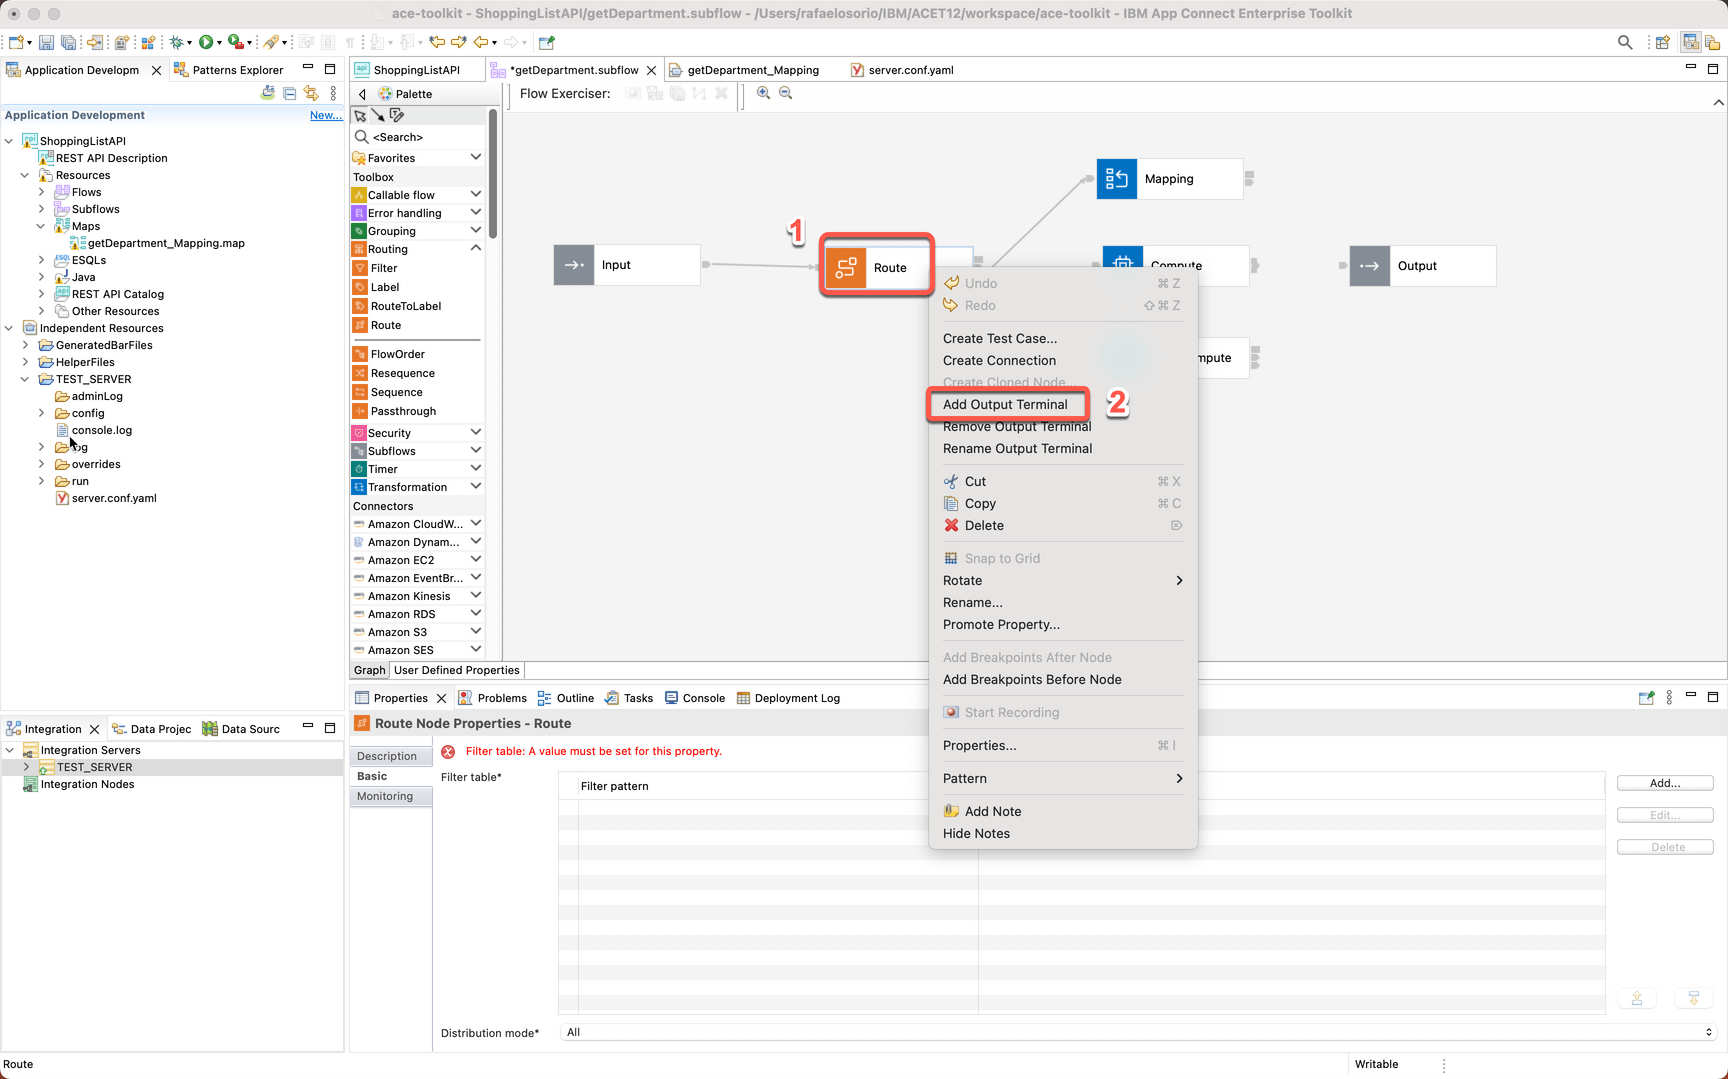 ace-toolkit - ShoppingListAPI/getDepartment.subflow - /Users/rafaelosorio/IBM/ACET12/workspace/ace-toolkit - IBM App Connect Enterprise Toolkit
Application Developm
Patterns Explorer
Application Development
New...
ShoppingListAPI
REST API Description
Resources
Flows
Subflows
Maps
getDepartment_Mapping.map
ESQLs
Java
REST API Catalog
Other Resources
Independent Resources
GeneratedBarFiles
HelperFiles
TEST_SERVER
adminLog
config
console.log
overrides
run
server.conf.yaml
Integration
Data Projec
Data Sourc
Integration Servers
TEST_SERVER
Integration Nodes
ShoppingListAPI
*getDepartment.subflow
getDepartment_Mapping
server.conf.yaml
Palette
Flow Exerciser:
<Search>
Favorites
Toolbox
Callable flow
Error handling
Grouping
Routing
Filter
Label
RouteToLabel
Route
FlowOrder
Resequence
Sequence
Passthrough
Security
Subflows
Timer
Transformation
Connectors
Amazon CloudW...
Amazon Dynam...
Amazon EC2
Amazon EventBr...
Amazon Kinesis
Amazon RDS
Amazon S3
Amazon SES
Input
1
Route
Mapping
Compute
mpute
Output
Undo ⌘ Z
Redo ⇧ ⌘ Z
Create Test Case...
Create Connection
Create Cloned Node...
Add Output Terminal
2
Remove Output Terminal
Rename Output Terminal
Cut ⌘ X
Copy ⌘ C
Delete ⌦
Snap to Grid
Rotate
Rename...
Promote Property...
Add Breakpoints After Node
Add Breakpoints Before Node
Start Recording
Properties... ⌘ I
Pattern
Add Note
Hide Notes
Graph
User Defined Properties
Properties
Problems
Outline
Tasks
Console
Deployment Log
Route Node Properties - Route
Description
Basic
Monitoring
Filter table: A value must be set for this property.
Filter table*
Filter pattern
Add...
Edit...
Delete
Distribution mode*
All
Route
Writable